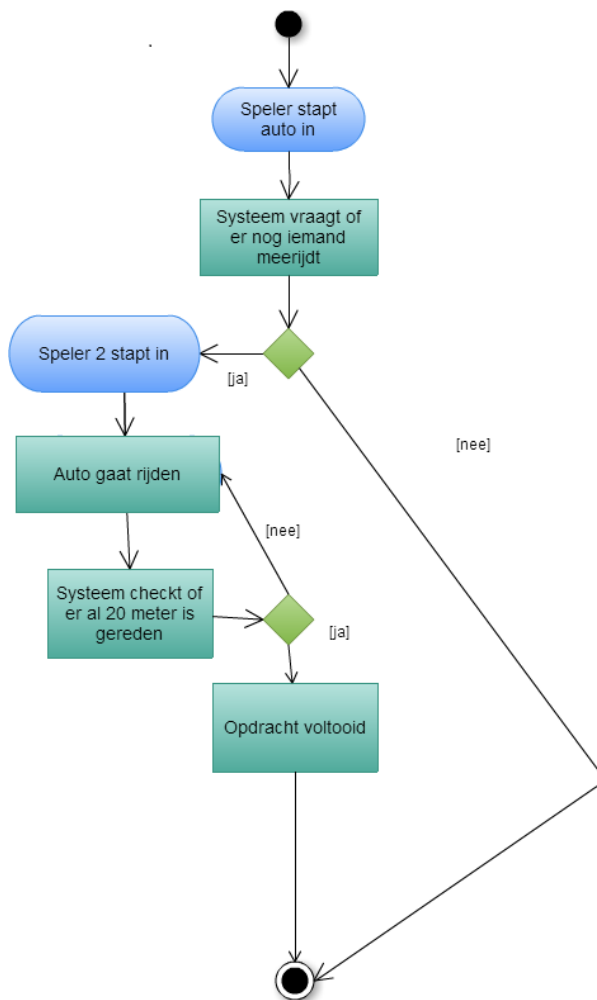 Speler stapt
auto in
Systeem vraagt of
er nog iemand
meerijdt
Speler 2 stapt in
[ja]
[nee]
Auto gaat rijden
[nee]
Systeem checkt of
er al 20 meter is
gereden
[ja]
Opdracht voltooid